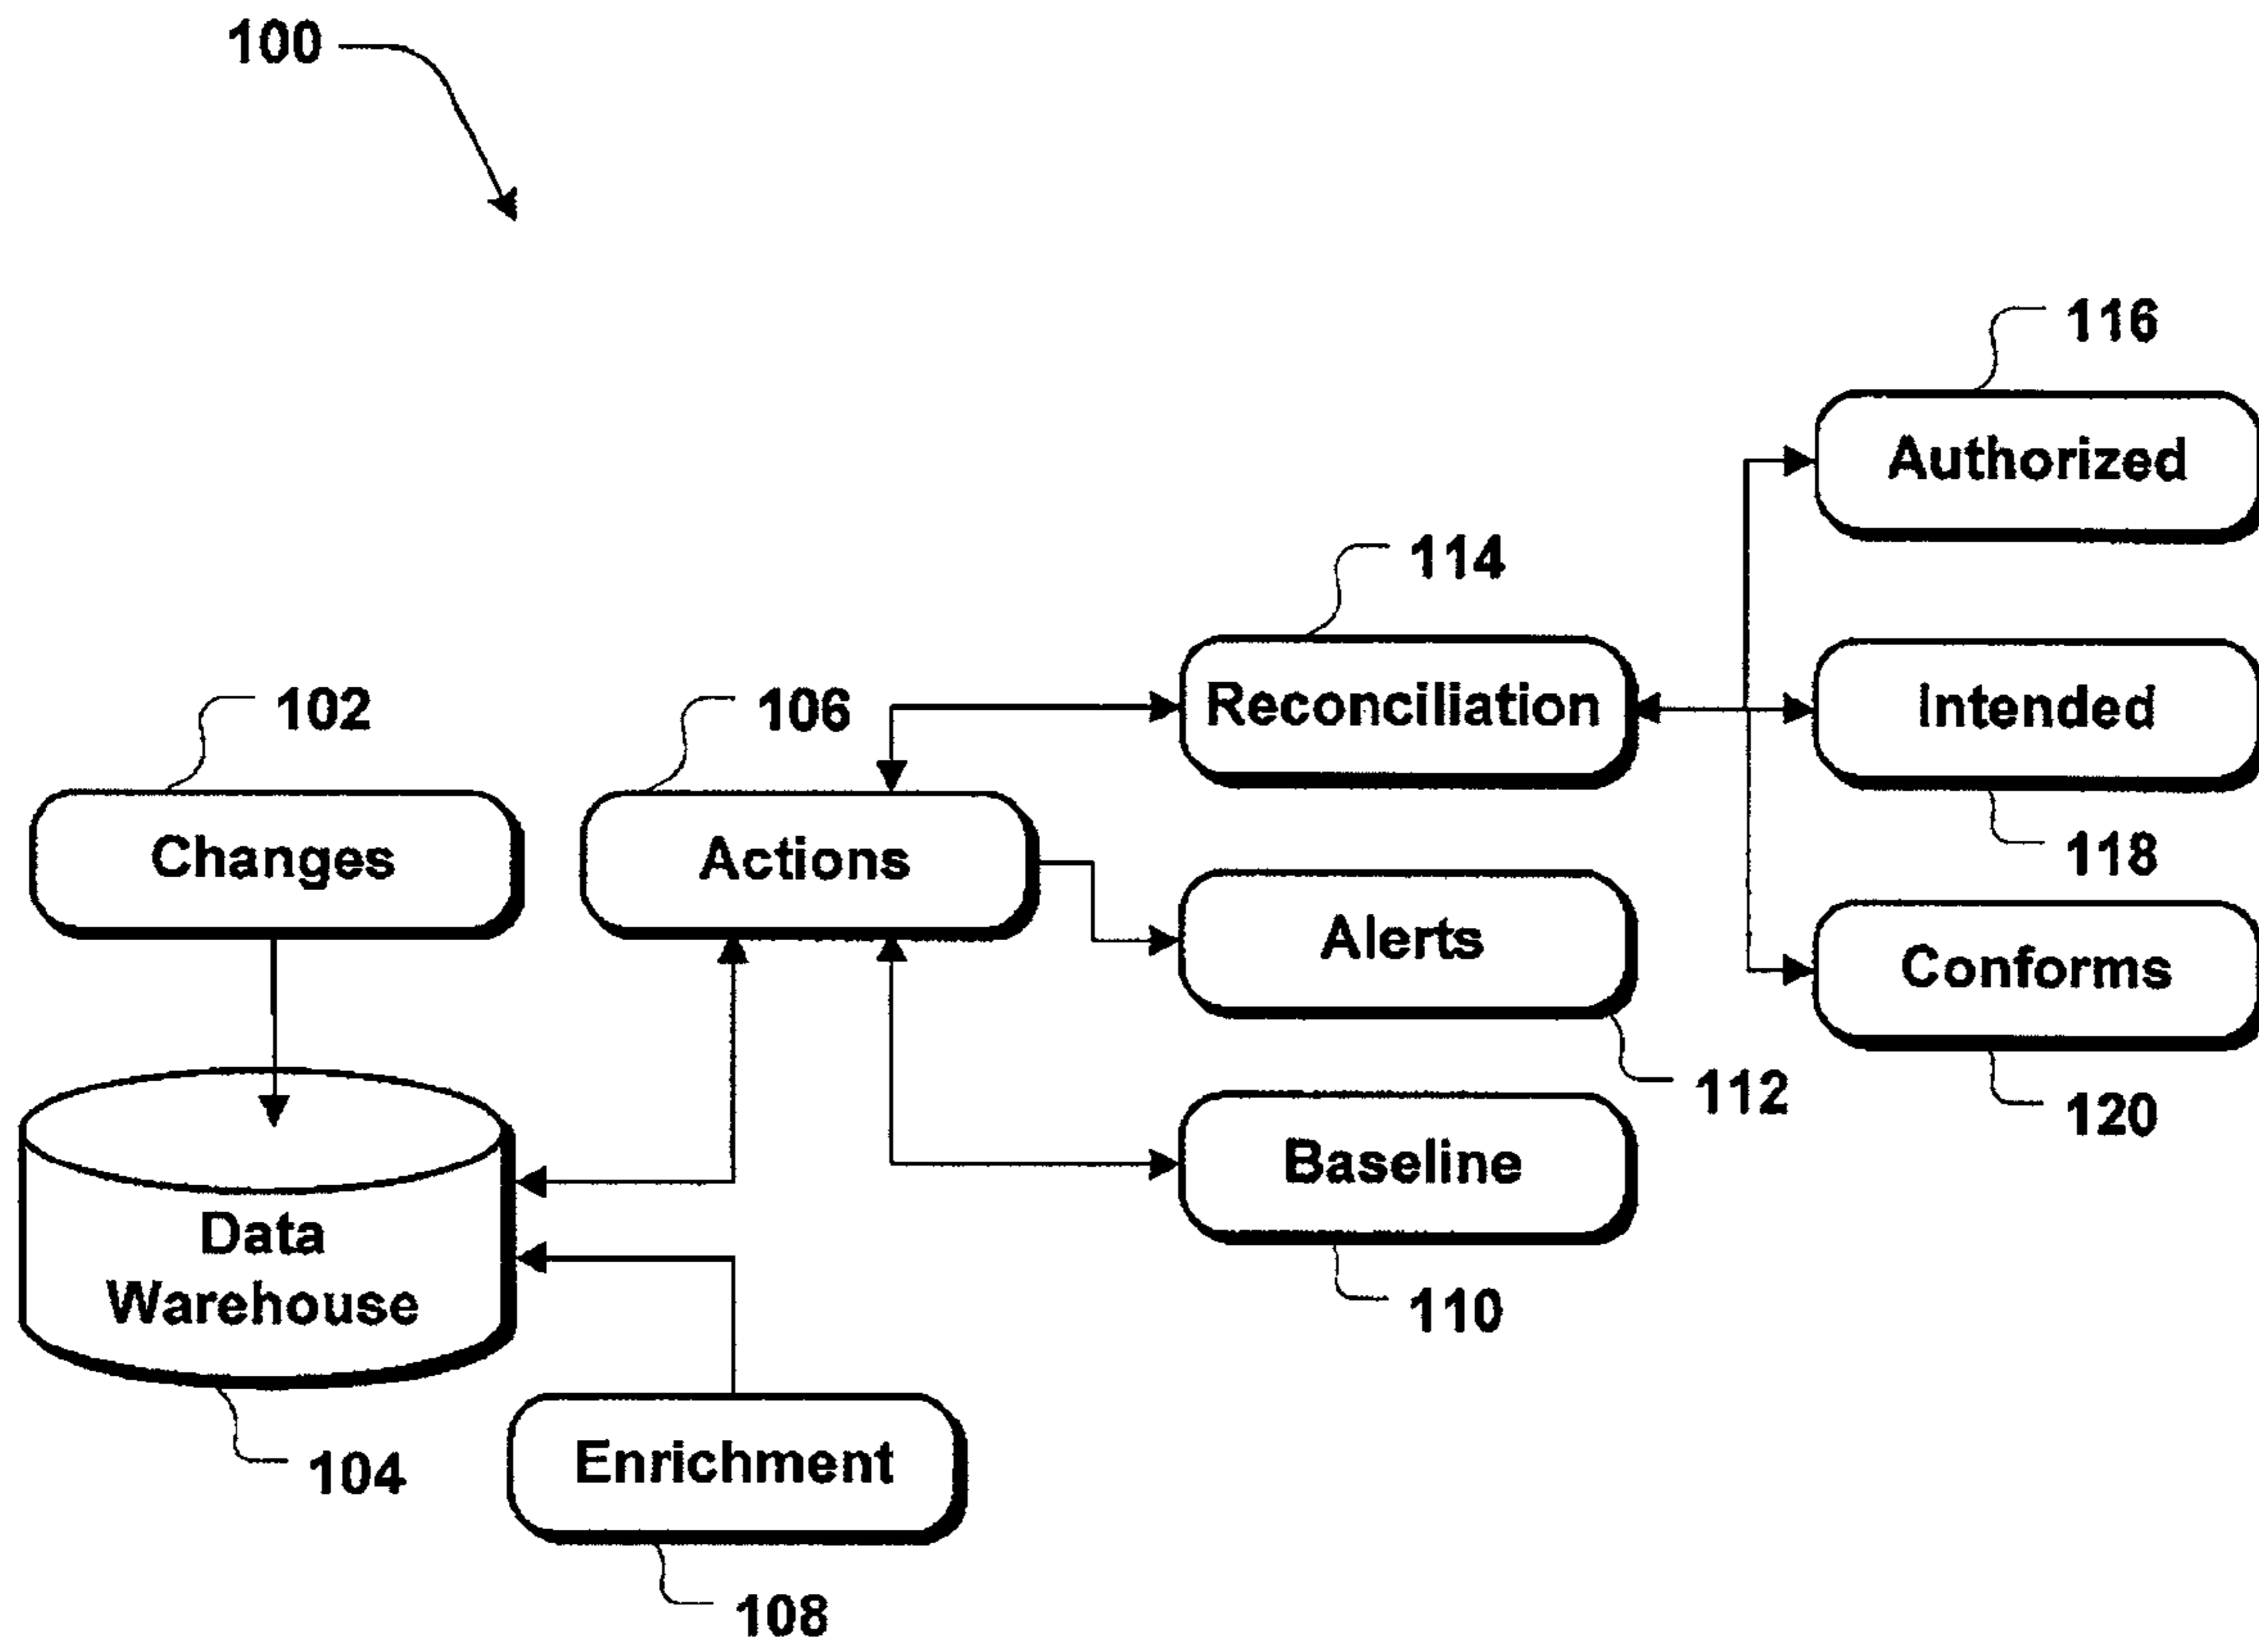 100
116
Authorized
114
Reconciliation
Intended
118
102
106
Changes
Actions
Alerts
112
Conforms
120
Baseline
110
Data
Warehouse
104
Enrichment
108